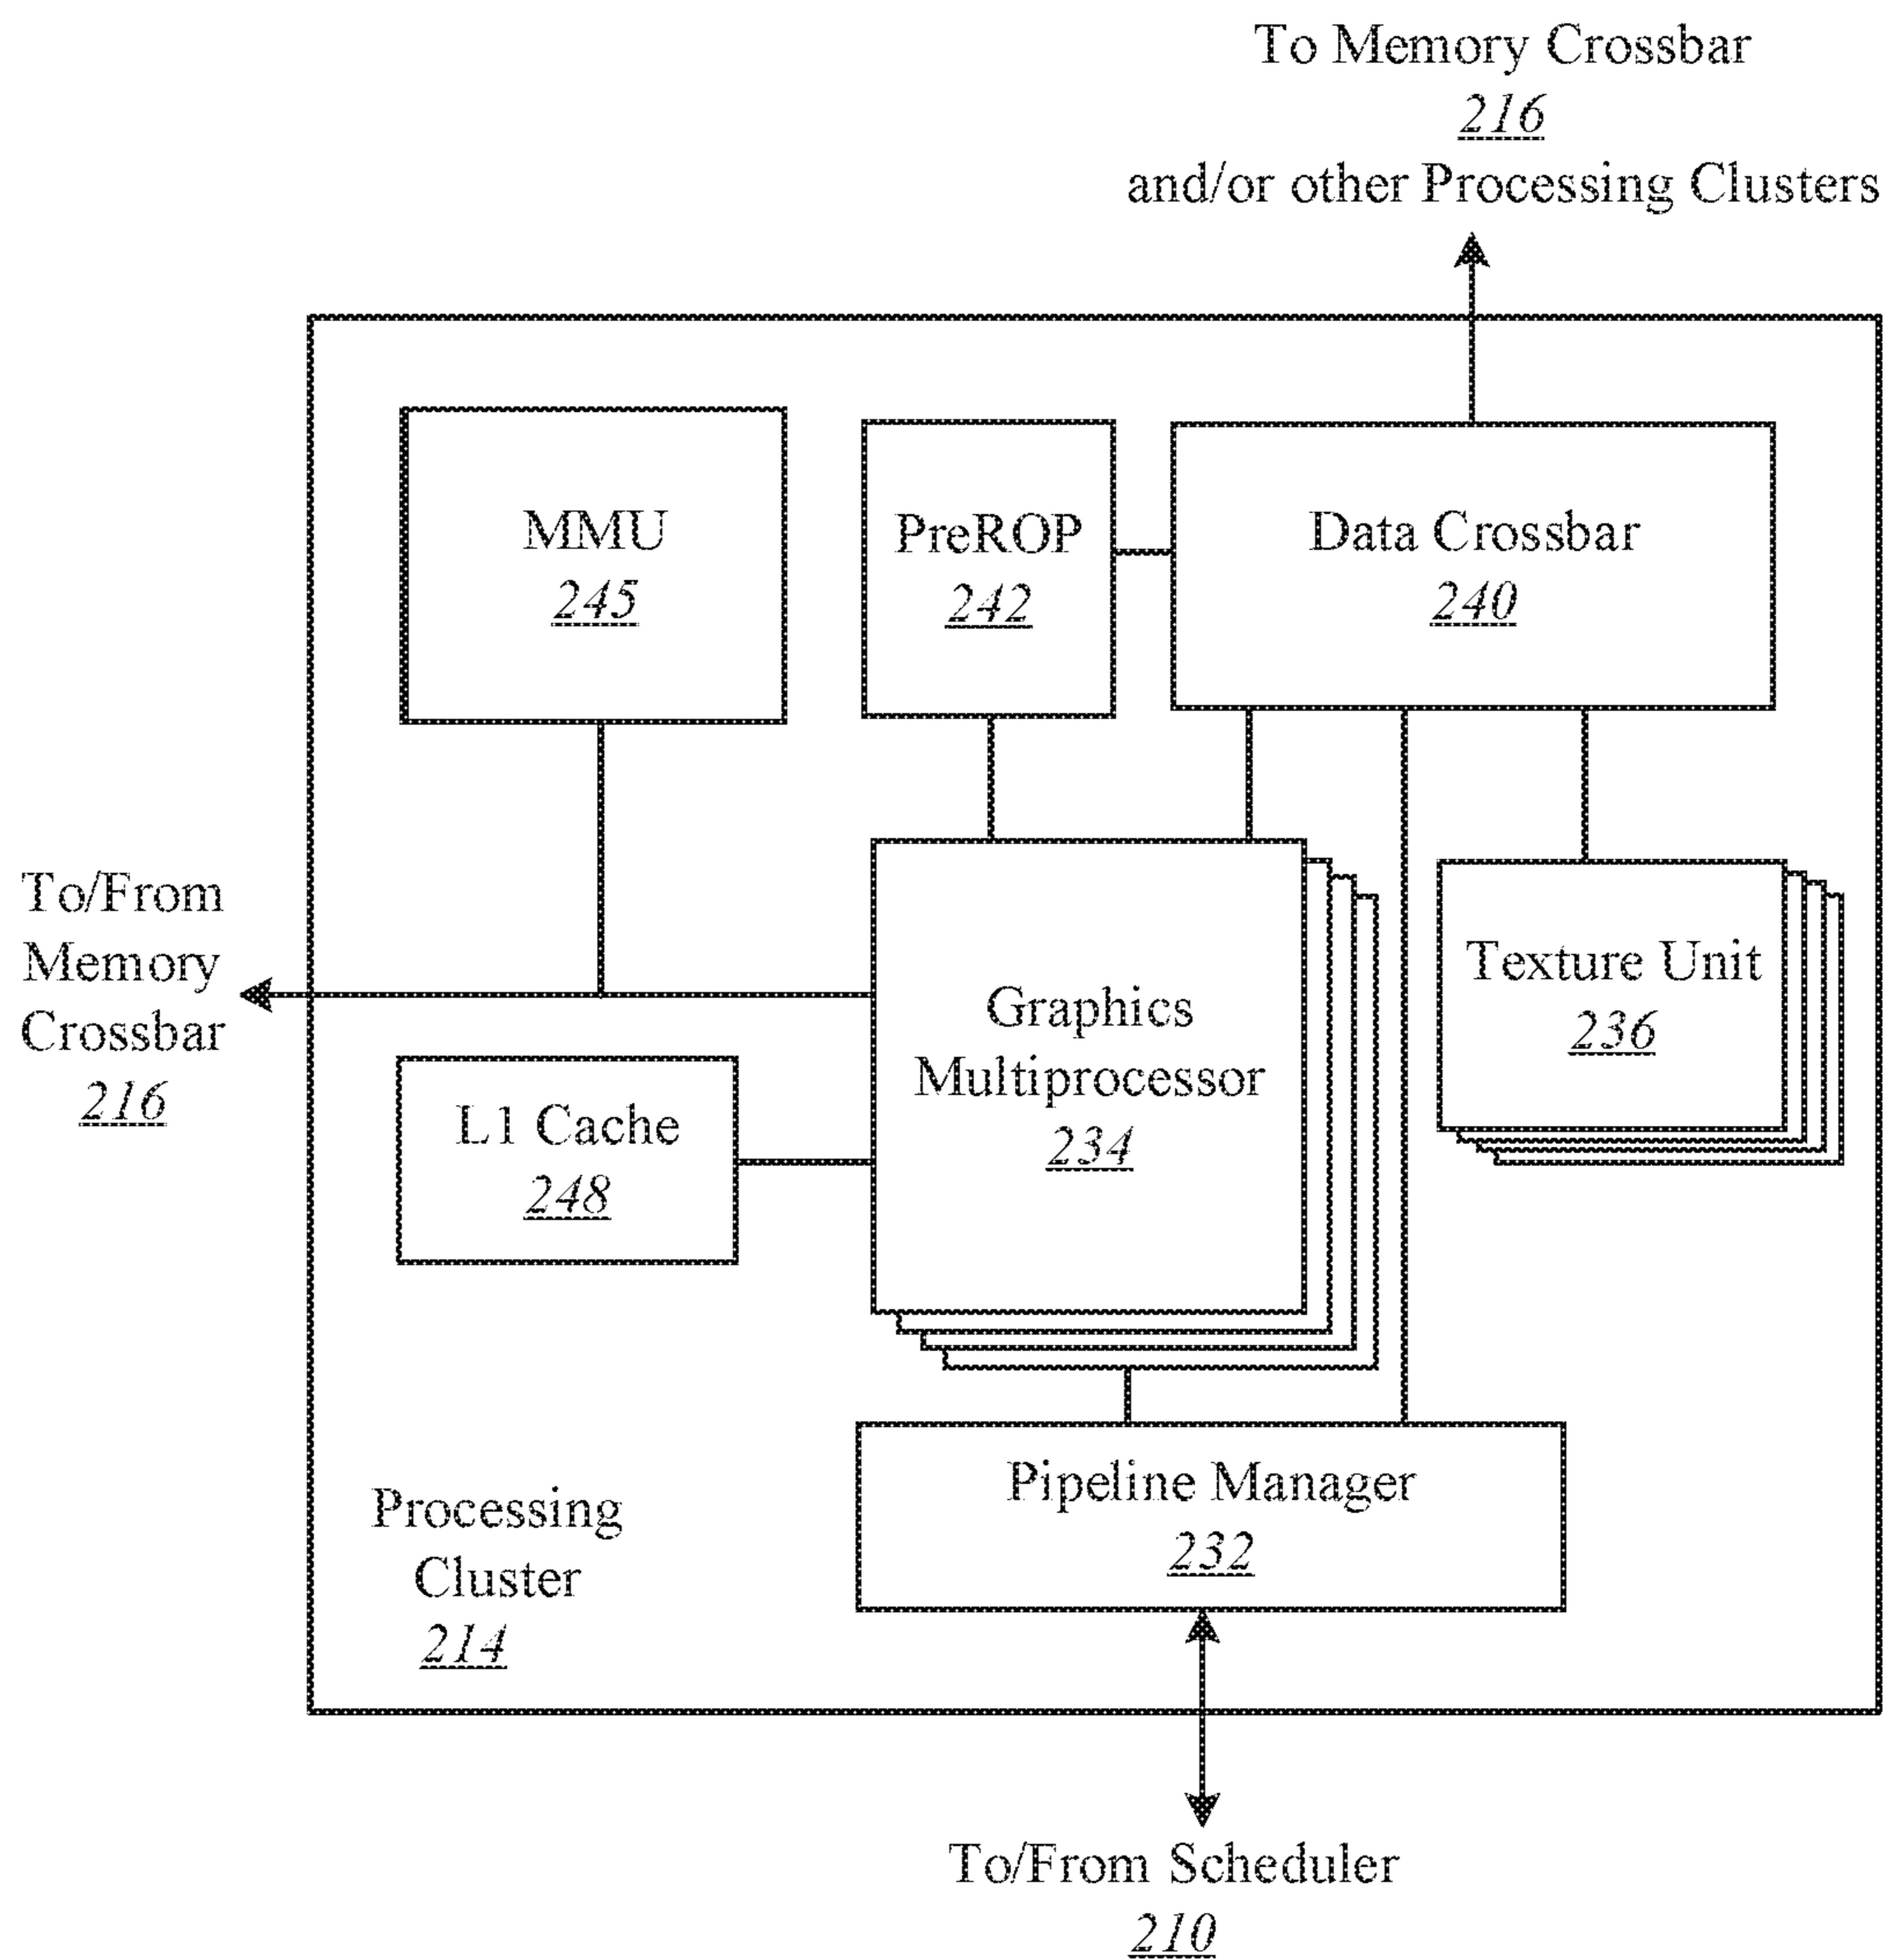 To Memory Crossbar
216
and/or other Processing Clusters
MMU
245
PreROP
242
Data Crossbar
240
To/From
Memory
Crossbar
216
Graphics
Multiprocessor
234
Texture Unit
236
L1 Cache
248
Pipeline Manager
232
Processing
Cluster
214
To/From Scheduler
210